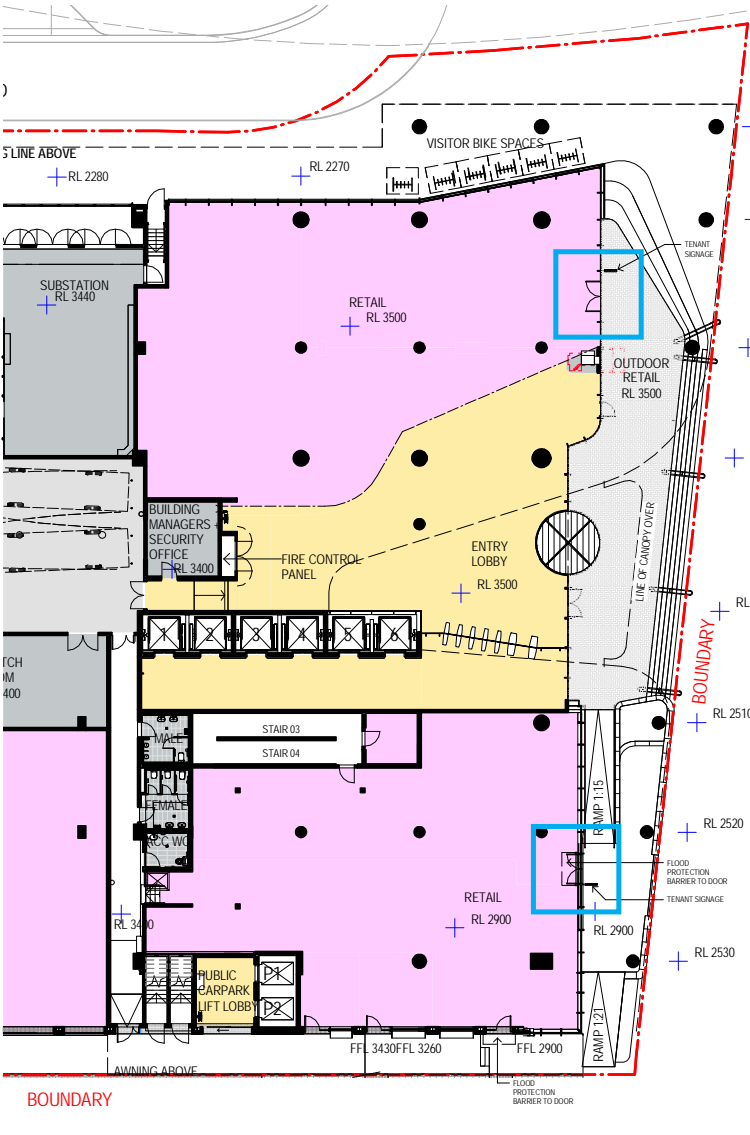 )
G LINE ABOVE
VISITOR BIKE SPACES
RL 2270
RL 2280
TENANT
SIGNAGE
SUBSTATION
RL 3440
RETAIL
RL 3500
OUTDOOR
RETAIL
RL 3500
BUILDING
MANAGERS +
SECURITY
OFFICE
RL 3400
FIRE CONTROL
PANEL
ENTRY
LOBBY
RL 3500
LINE OF CANOPY OVER
RL
1
2
3
4
5
6
BOUNDARY
TCH
OM
400
RL 2510
MALE
STAIR 03
STAIR 04
FEMALE
ACC WC
RAMP 1:15
RL 2520
FLOOD
PROTECTION
BARRIER TO DOOR
TENANT SIGNAGE
RETAIL
RL 2900
RL 3400
RL 2900
RL 2530
PUBLIC
CARPARK
LIFT LOBBY
P1
P2
RAMP 1:21
FFL 3430
FFL 3260
FFL 2900
AWNING ABOVE
FLOOD
PROTECTION
BARRIER TO DOOR
BOUNDARY